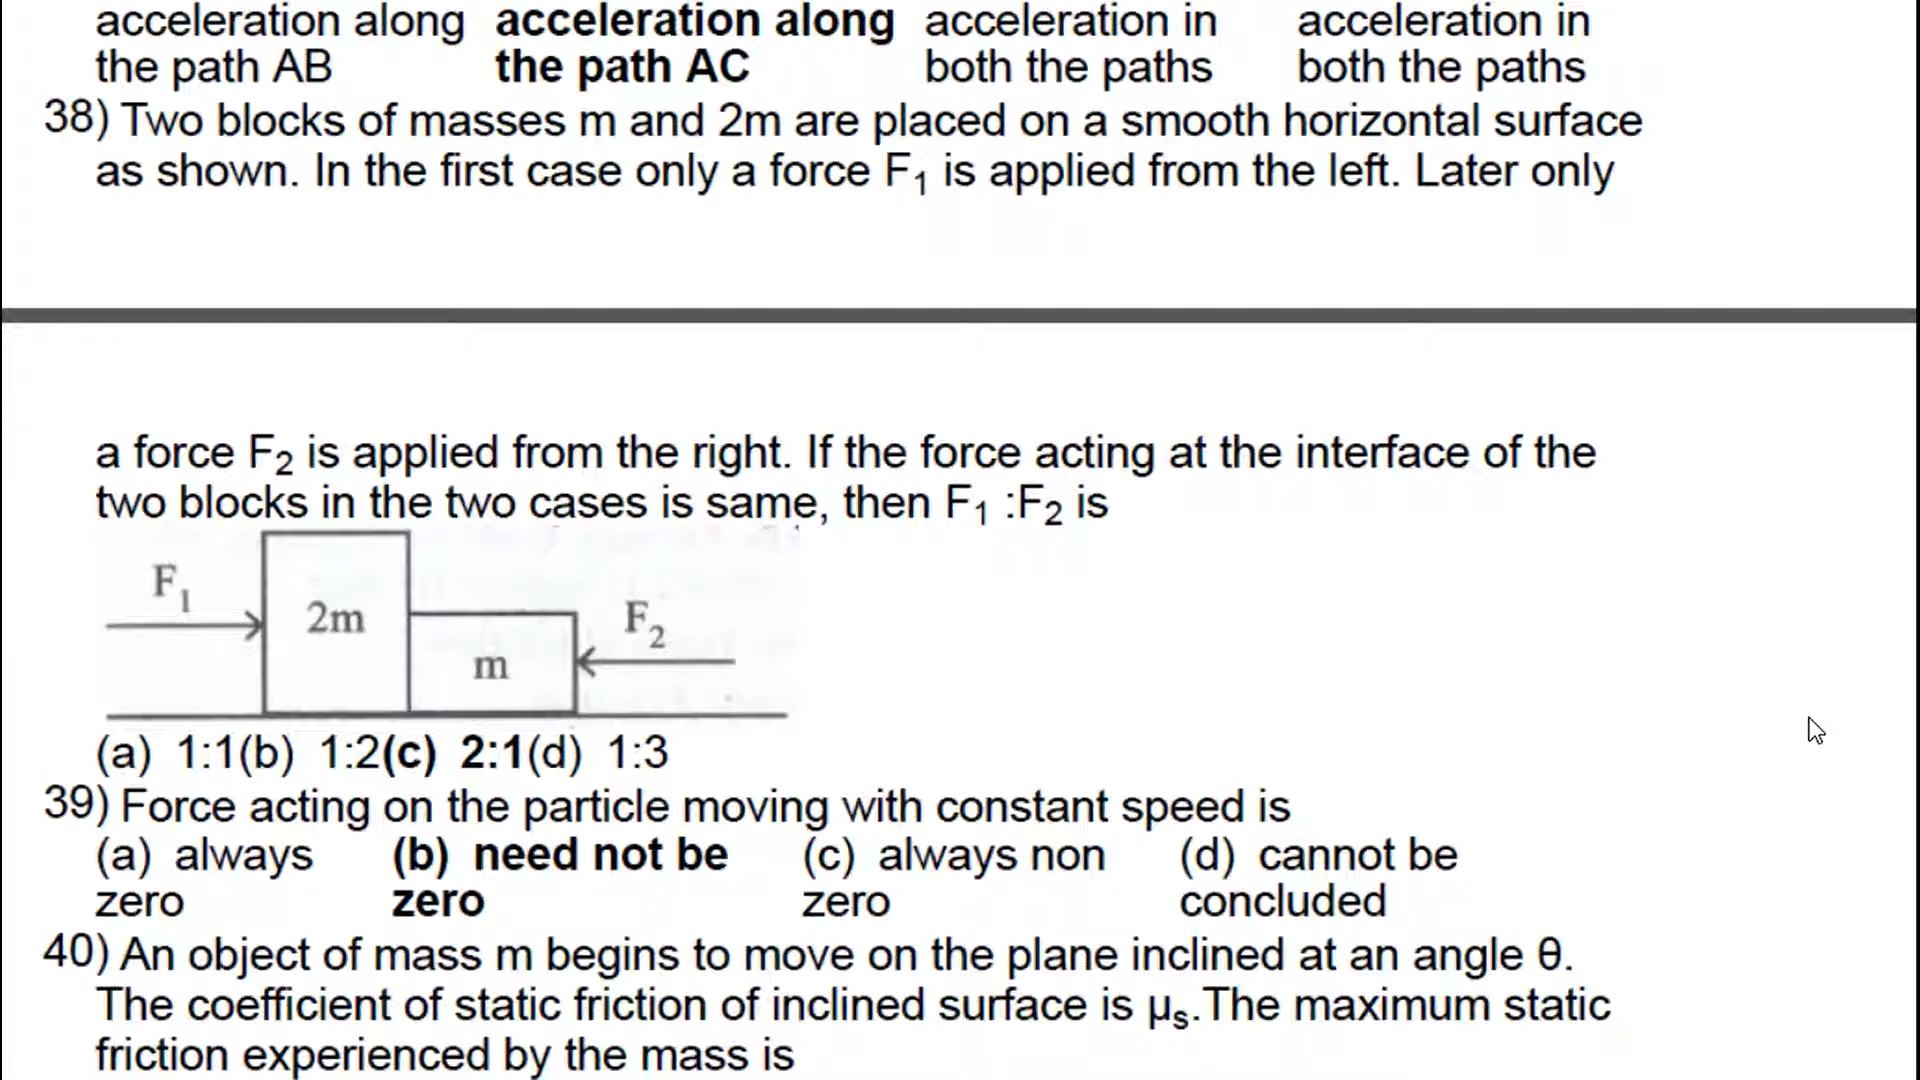 acceleration along acceleration along acceleration in acceleration in
the path AB the path AC both the paths both the paths
38) Two blocks of masses m and 2m are placed on a smooth horizontal surface
as shown. In the first case only a force F₁ is applied from the left. Later only
a force F₂ is applied from the right. If the force acting at the interface of the
two blocks in the two cases is same, then F₁ :F₂ is
F₁
2m
F₂
m
(a) 1:1(b) 1:2(c) 2:1(d) 1:3
39) Force acting on the particle moving with constant speed is
(a) always (b) need not be (c) always non (d) cannot be
zero zero zero concluded
40) An object of mass m begins to move on the plane inclined at an angle θ.
The coefficient of static friction of inclined surface is μₛ.The maximum static
friction experienced by the mass is